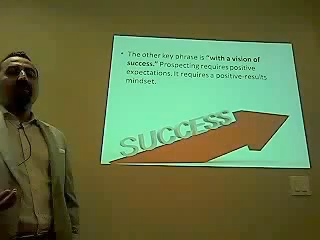 • The other key phrase is "with a vision of
success." Prospecting requires positive
expectations. It requires a positive-results
mindset.
SUCCESS